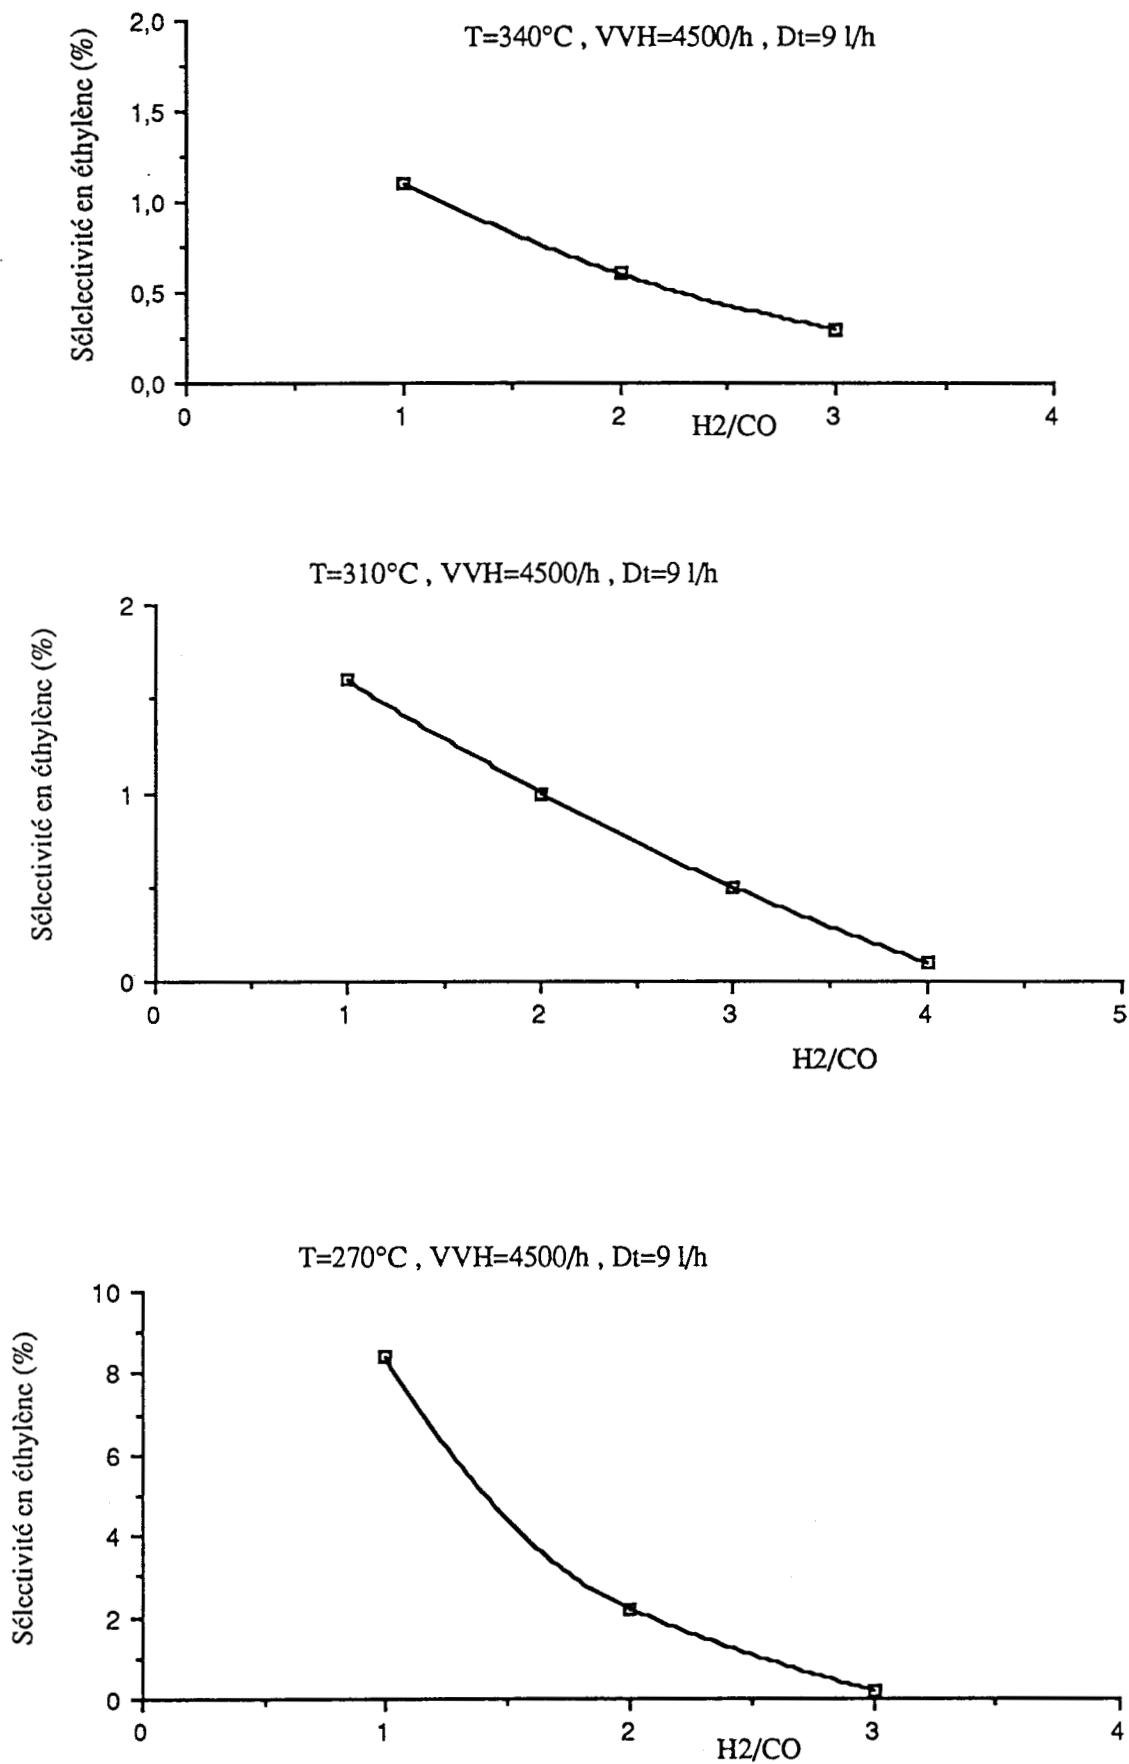 T=340°C , VVH=4500/h , Dt=9 l/h
Sélelectivité en éthylène (%)
2,0
1,5
1,0
0,5
0,0
0 1 2 3 4
H2/CO
T=310°C , VVH=4500/h , Dt=9 l/h
Sélectivité en éthylène (%)
2
1
0
0 1 2 3 4 5
H2/CO
T=270°C , VVH=4500/h , Dt=9 l/h
Sélectivité en éthylène (%)
10
8
6
4
2
0
0 1 2 3 4
H2/CO